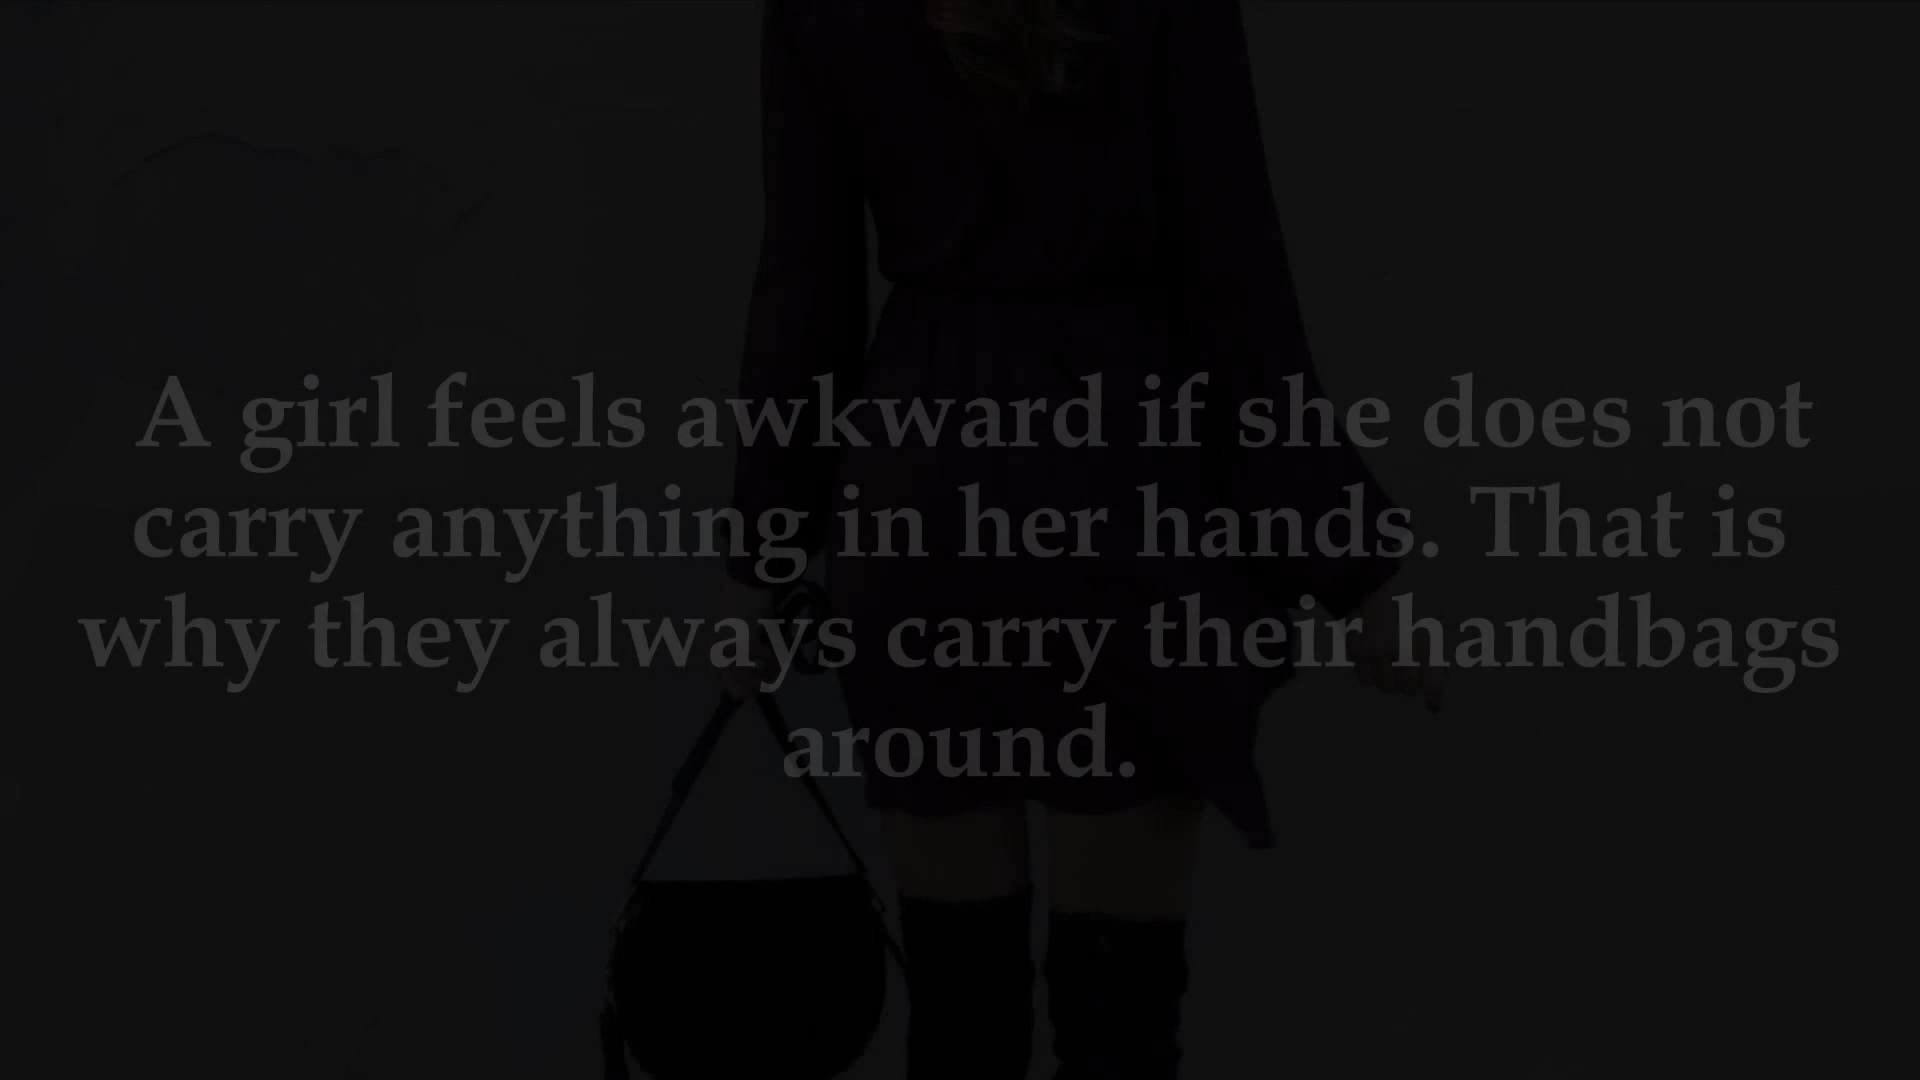 A girl feels awkward if she does not
carry anything in her hands. That is
why they always carry their handbags
around.